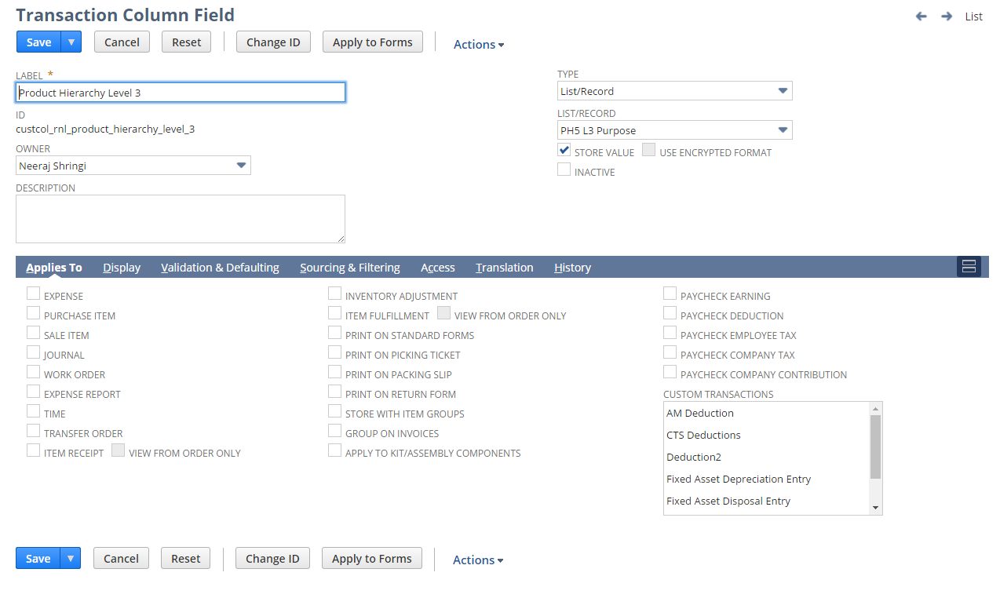 Transaction Column Field
List
Save
Cancel
Reset
Change ID
Apply to Forms
Actions
LABEL *
Product Hierarchy Level 3
ID
custcol_rnl_product_hierarchy_level_3
OWNER
Neeraj Shringi
DESCRIPTION
TYPE
List/Record
LIST/RECORD
PH5 L3 Purpose
STORE VALUE
USE ENCRYPTED FORMAT
INACTIVE
Applies To
Display
Validation & Defaulting
Sourcing & Filtering
Access
Translation
History
EXPENSE
PURCHASE ITEM
SALE ITEM
JOURNAL
WORK ORDER
EXPENSE REPORT
TIME
TRANSFER ORDER
ITEM RECEIPT
VIEW FROM ORDER ONLY
INVENTORY ADJUSTMENT
ITEM FULFILLMENT
VIEW FROM ORDER ONLY
PRINT ON STANDARD FORMS
PRINT ON PICKING TICKET
PRINT ON PACKING SLIP
PRINT ON RETURN FORM
STORE WITH ITEM GROUPS
GROUP ON INVOICES
APPLY TO KIT/ASSEMBLY COMPONENTS
PAYCHECK EARNING
PAYCHECK DEDUCTION
PAYCHECK EMPLOYEE TAX
PAYCHECK COMPANY TAX
PAYCHECK COMPANY CONTRIBUTION
CUSTOM TRANSACTIONS
AM Deduction
CTS Deductions
Deduction2
Fixed Asset Depreciation Entry
Fixed Asset Disposal Entry
Save
Cancel
Reset
Change ID
Apply to Forms
Actions